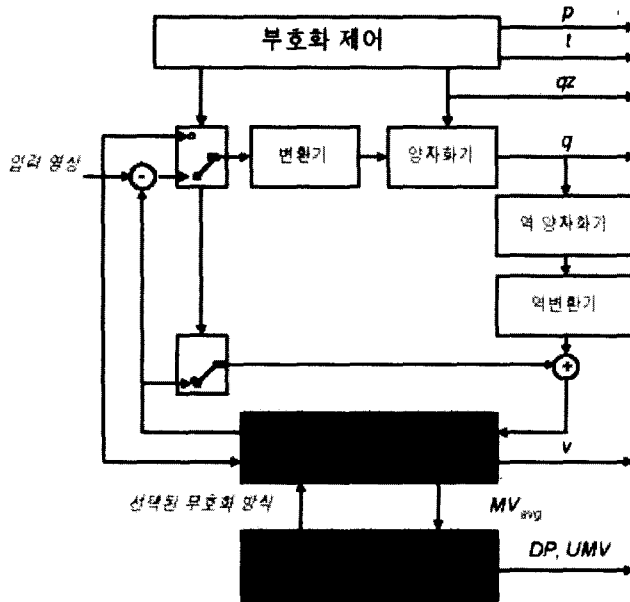 p
부호화 제어
t
qz
입력 영상
변환기
양자화기
q
역 양자화기
역변환기
v
선택된 부호화 방식
MVavg
DP, UMV